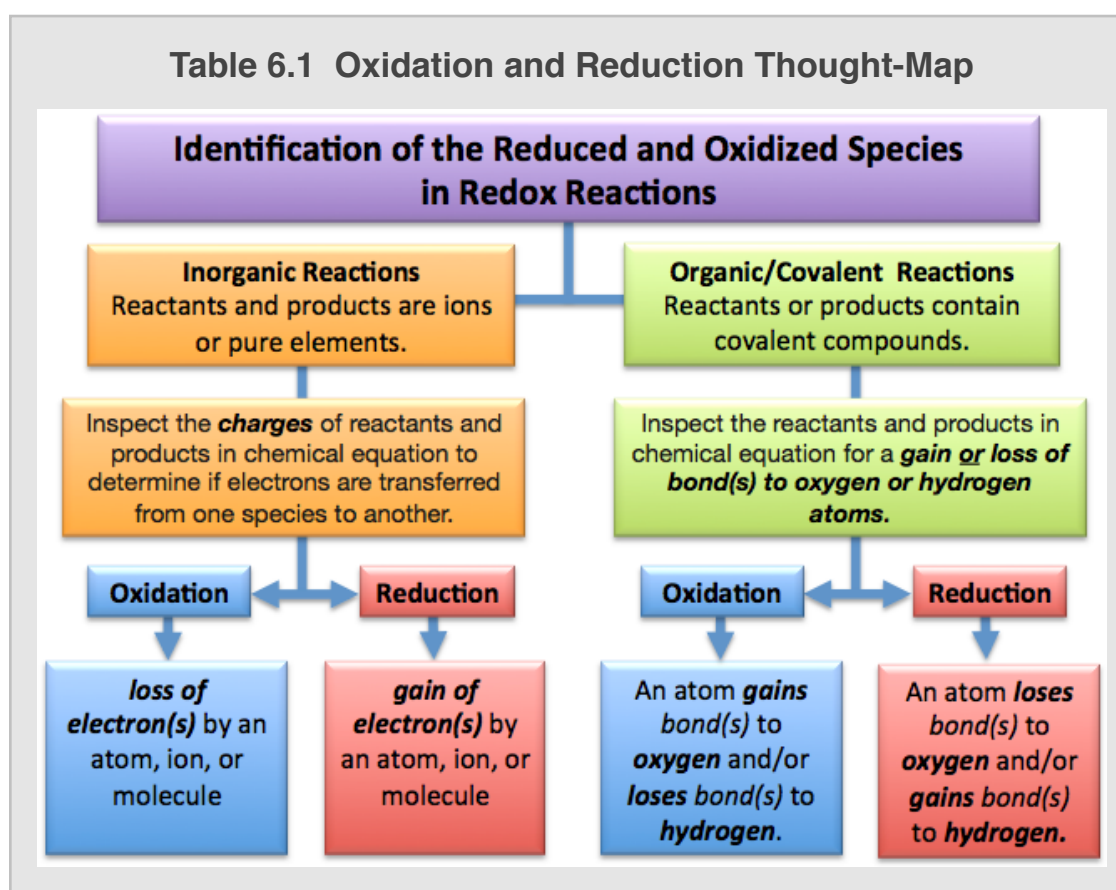 Table 6.1 Oxidation and Reduction Thought-Map
Identification of the Reduced and Oxidized Species
in Redox Reactions
Inorganic Reactions
Reactants and products are ions
or pure elements.
Organic/Covalent Reactions
Reactants or products contain
covalent compounds.
Inspect the charges of reactants and
products in chemical equation to
determine if electrons are transferred
from one species to another.
Inspect the reactants and products in
chemical equation for a gain or loss of
bond(s) to oxygen or hydrogen
atoms.
Oxidation
Reduction
Oxidation
Reduction
loss of
electron(s) by an
atom, ion, or
molecule
gain of
electron(s) by
an atom, ion, or
molecule
An atom gains
bond(s) to
oxygen and/or
loses bond(s) to
hydrogen.
An atom loses
bond(s) to
oxygen and/or
gains bond(s)
to hydrogen.